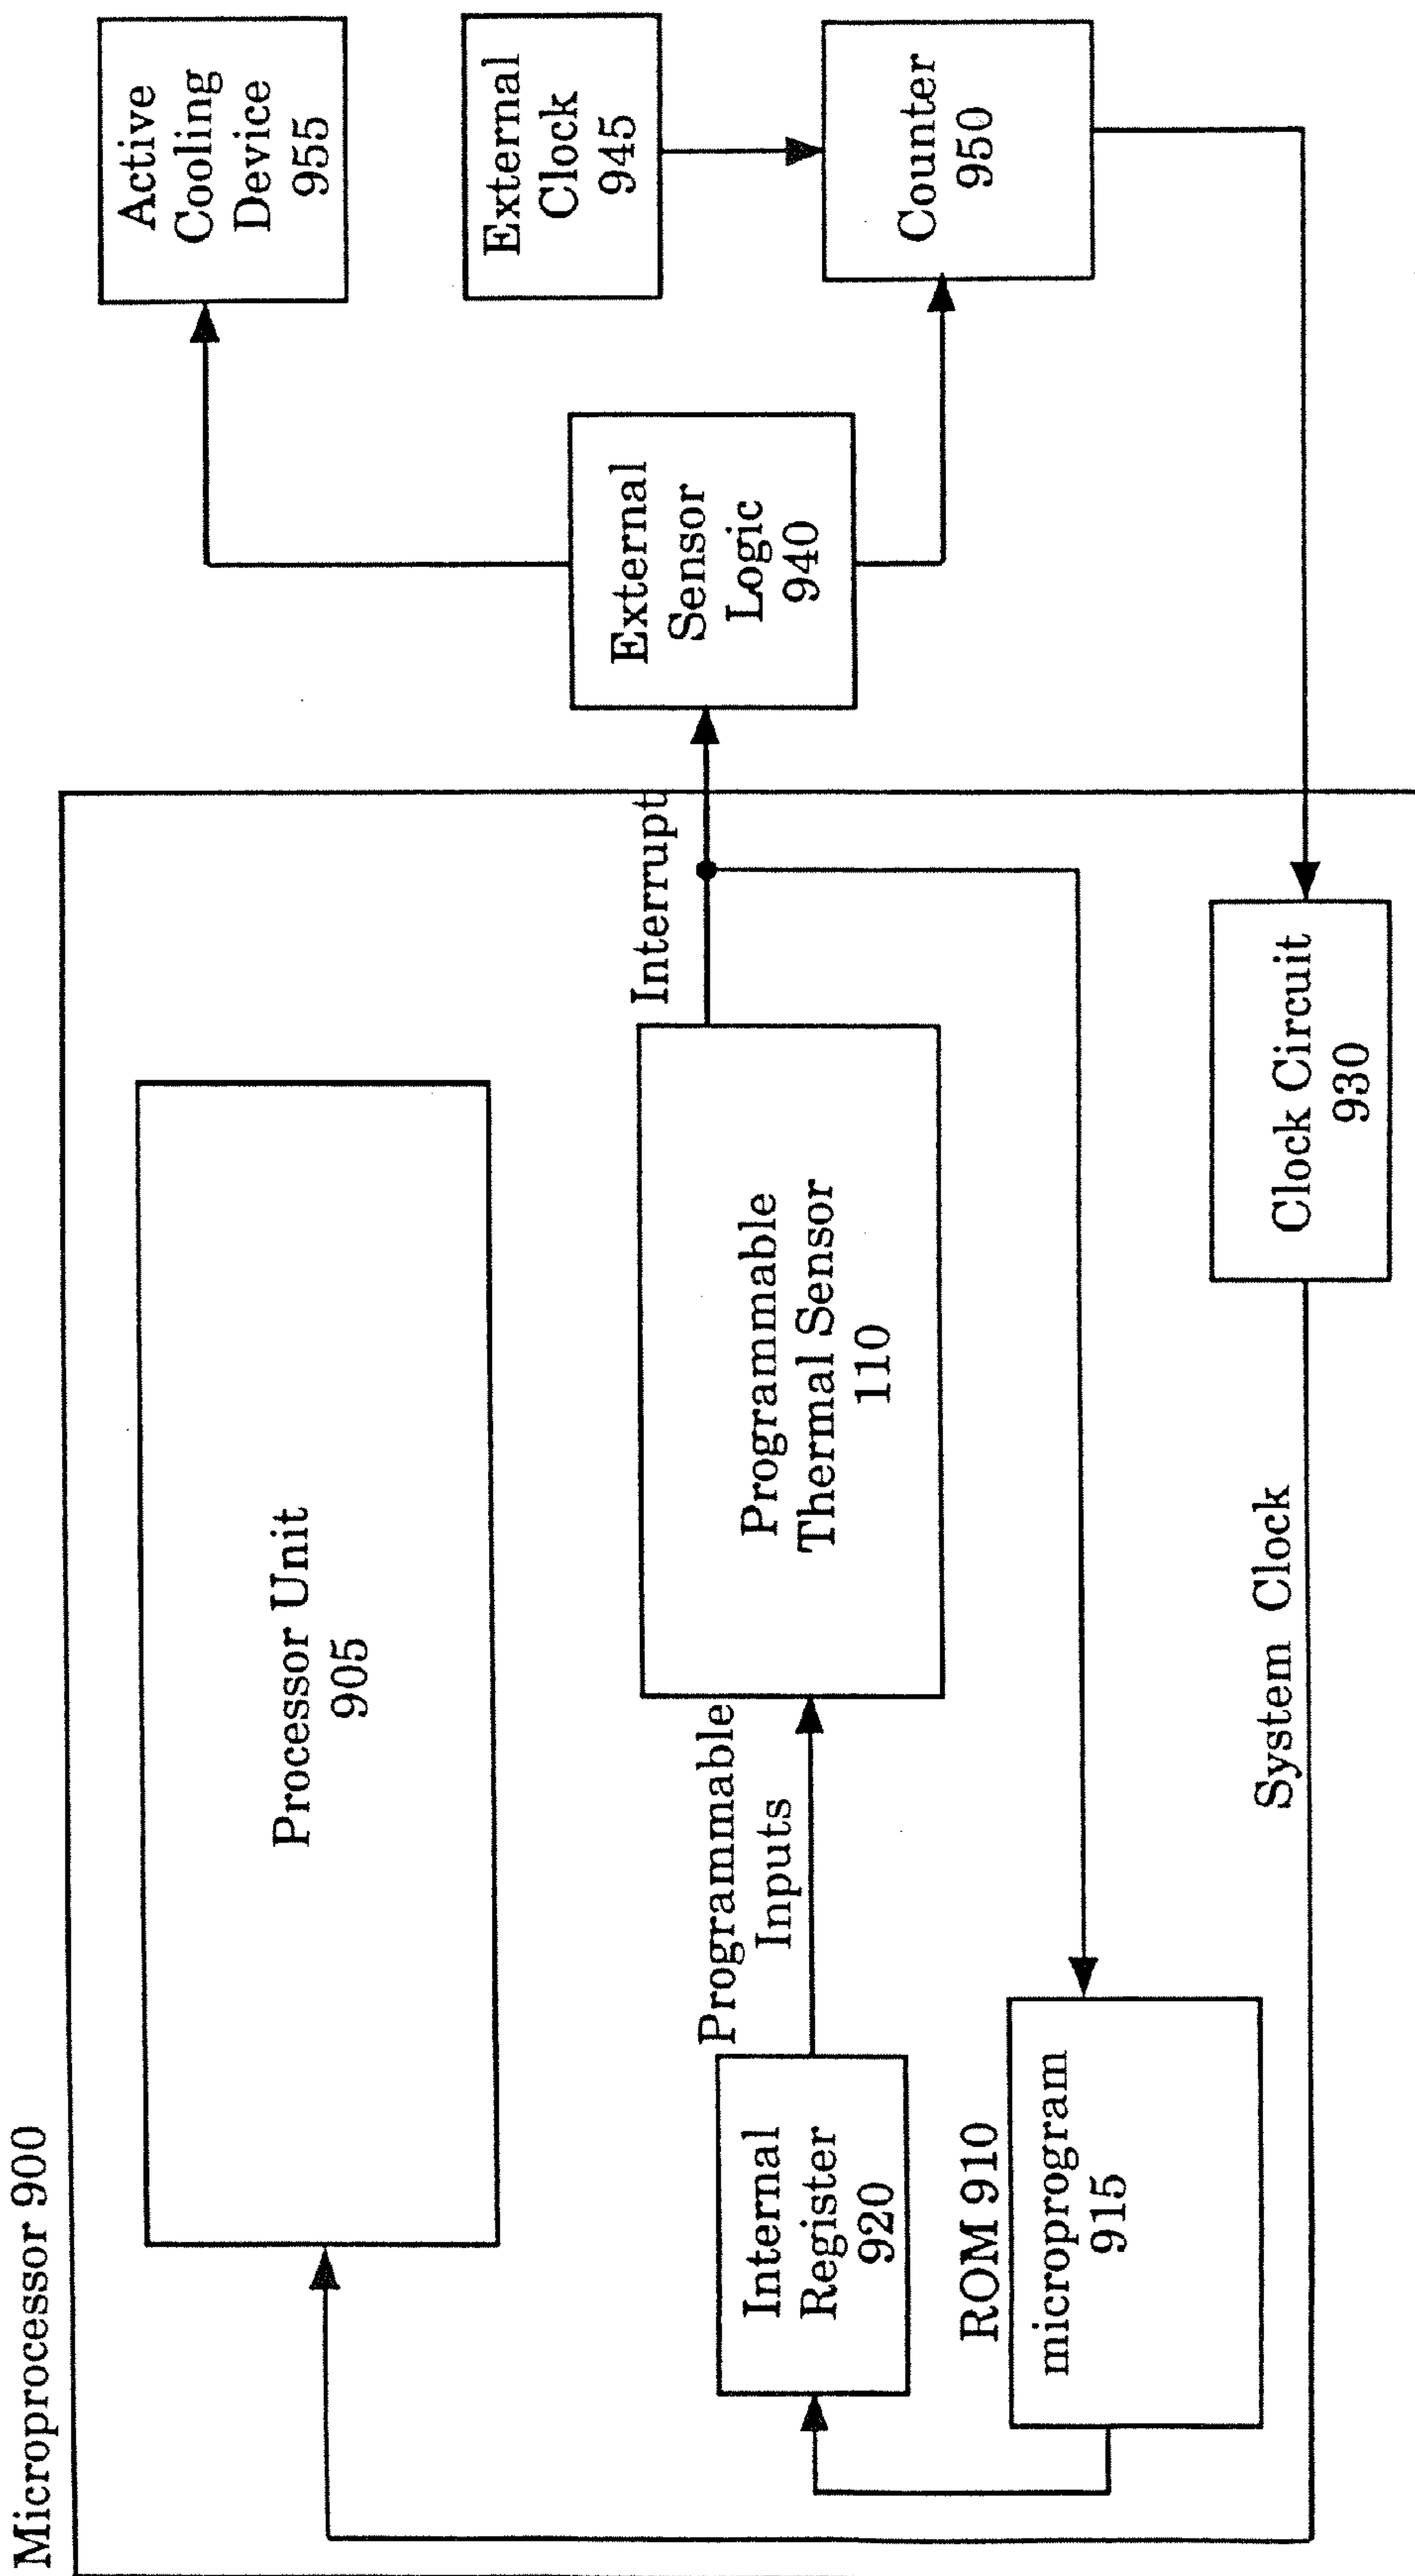 Microprocessor 900
Processor Unit
905
Programmable
Inputs
Internal
Register
920
ROM 910
microprogram
915
Programmable
Thermal Sensor
110
Interrupt
System Clock
Clock Circuit
930
External
Sensor
Logic
940
Active
Cooling
Device
955
External
Clock
945
Counter
950